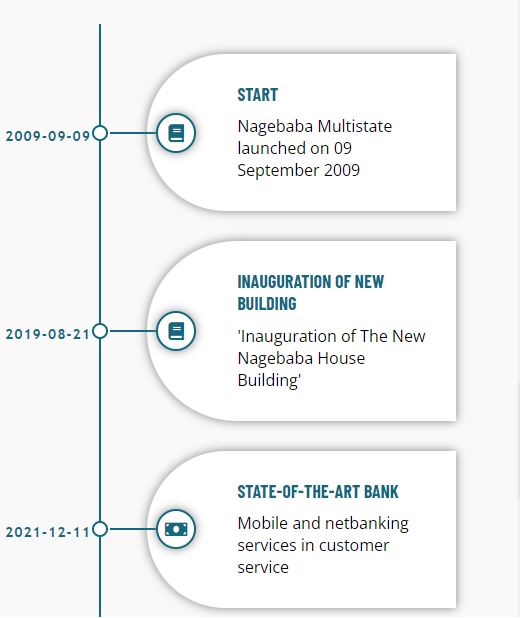 START
2009-09-09
Nagebaba Multistate
launched on 09
September 2009
INAUGURATION OF NEW
BUILDING
2019-08-21
'Inauguration of The New
Nagebaba House
Building'
STATE-OF-THE-ART BANK
2021-12-11
Mobile and netbanking
services in customer
service